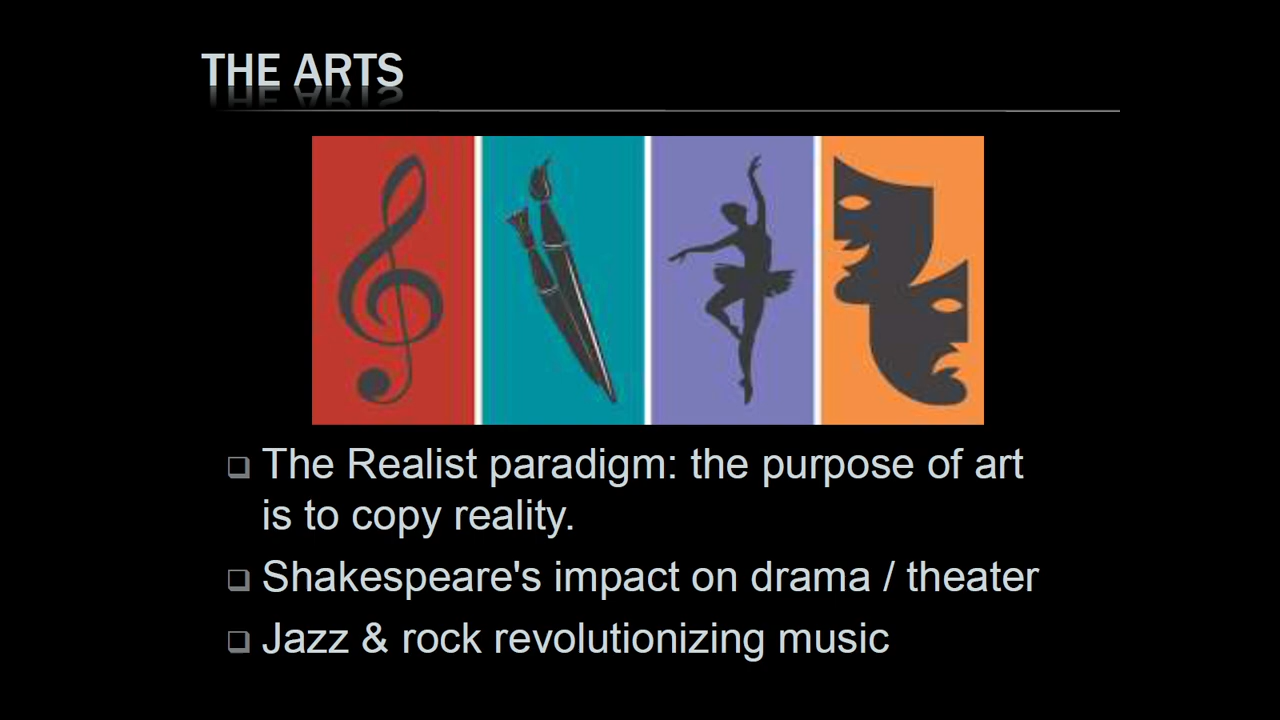 THE ARTS
The Realist paradigm: the purpose of art
is to copy reality.
Shakespeare's impact on drama / theater
Jazz & rock revolutionizing music